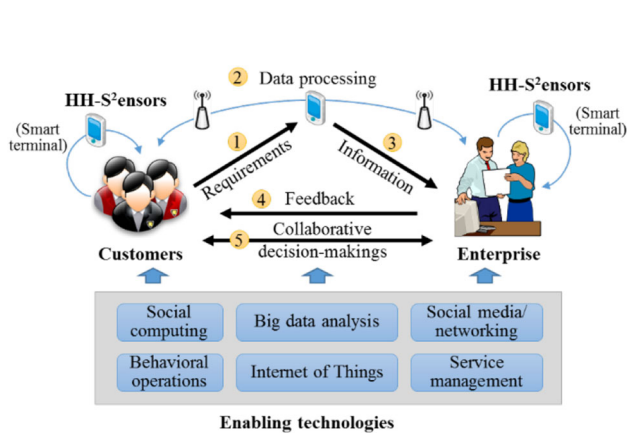 2 Data processing
HH-S²ensors
HH-S²ensors
(Smart
terminal)
(Smart
terminal)
1
Requirements
3
Information
4 Feedback
Collaborative
5
decision-makings
Customers
Enterprise
Social
computing
Big data analysis
Social media/
networking
Behavioral
operations
Internet of Things
Service
management
Enabling technologies